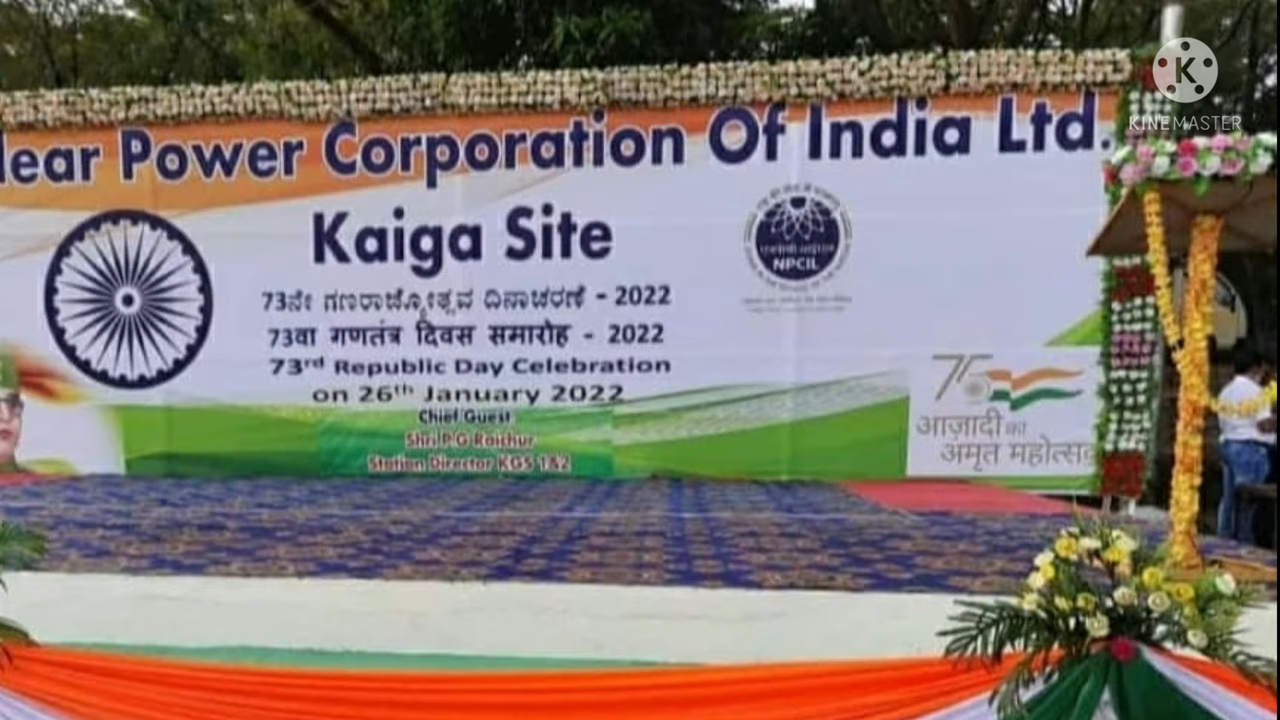 lear Power Corporation Of India Ltd.
Kaiga Site
73ನೇ ಗಣರಾಜ್ಯೋತ್ಸವ ದಿನಾಚರಣೆ - 2022
73वा गणतंत्र दिवस समारोह - 2022
73rd Republic Day Celebration
on 26th January 2022
Chief Guest
Shri P G Raichur
Station Director KGS 1&2
NPCIL
75
आज़ादी का
अमृत महोत्सव
K
KINEMASTER